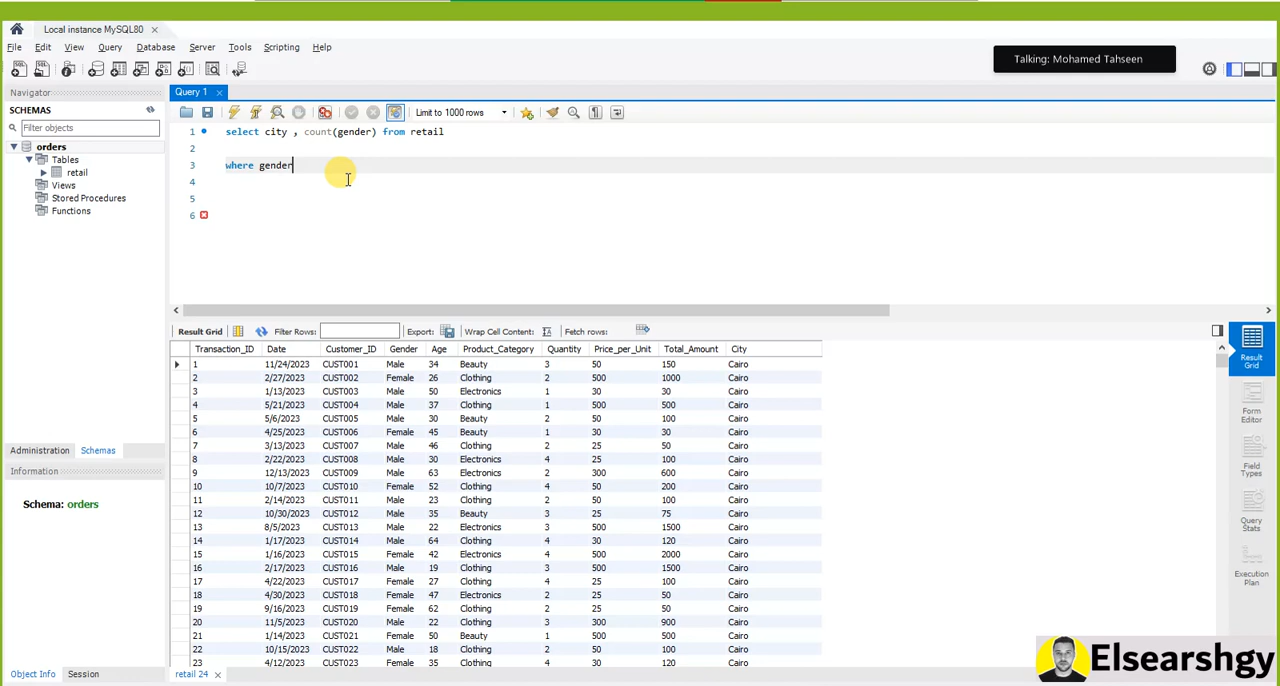 Local instance MySQL80 ×
File Edit View Query Database Server Tools Scripting Help
Talking: Mohamed Tahseen
Navigator
SCHEMAS
Filter objects
orders
Tables
retail
Views
Stored Procedures
Functions
Administration Schemas
Information
Schema: orders
Object Info Session
Query 1 ×
Limit to 1000 rows
1 select city , count(gender) from retail
2
3 where gender
4
5
6
Result Grid Filter Rows: Export: Wrap Cell Content: Fetch rows:
Transaction_ID Date Customer_ID Gender Age Product_Category Quantity Price_per_Unit Total_Amount City
1 11/24/2023 CUST001 Male 34 Beauty 3 50 150 Cairo
2 2/27/2023 CUST002 Female 26 Clothing 2 500 1000 Cairo
3 1/13/2023 CUST003 Male 50 Electronics 1 30 30 Cairo
4 5/21/2023 CUST004 Male 37 Clothing 1 500 500 Cairo
5 5/6/2023 CUST005 Male 30 Beauty 2 50 100 Cairo
6 4/25/2023 CUST006 Female 45 Beauty 1 30 30 Cairo
7 3/13/2023 CUST007 Male 46 Clothing 2 25 50 Cairo
8 2/22/2023 CUST008 Male 30 Electronics 4 25 100 Cairo
9 12/13/2023 CUST009 Male 63 Electronics 2 300 600 Cairo
10 10/7/2023 CUST010 Female 52 Clothing 4 50 200 Cairo
11 2/14/2023 CUST011 Male 23 Clothing 2 50 100 Cairo
12 10/30/2023 CUST012 Male 35 Beauty 3 25 75 Cairo
13 8/5/2023 CUST013 Male 22 Electronics 3 500 1500 Cairo
14 1/17/2023 CUST014 Male 64 Clothing 4 30 120 Cairo
15 1/16/2023 CUST015 Female 42 Electronics 4 500 2000 Cairo
16 2/17/2023 CUST016 Male 19 Clothing 3 500 1500 Cairo
17 4/22/2023 CUST017 Female 27 Clothing 4 25 100 Cairo
18 4/30/2023 CUST018 Female 47 Electronics 2 25 50 Cairo
19 9/16/2023 CUST019 Female 62 Clothing 2 25 50 Cairo
20 11/5/2023 CUST020 Male 22 Clothing 3 300 900 Cairo
21 1/14/2023 CUST021 Female 50 Beauty 1 500 500 Cairo
22 10/15/2023 CUST022 Male 18 Clothing 2 50 100 Cairo
23 4/12/2023 CUST023 Female 35 Clothing 4 30 120 Cairo
retail 24 ×
Result
Grid
Form
Editor
Field
Types
Query
Stats
Execution
Plan
Elsearshgy